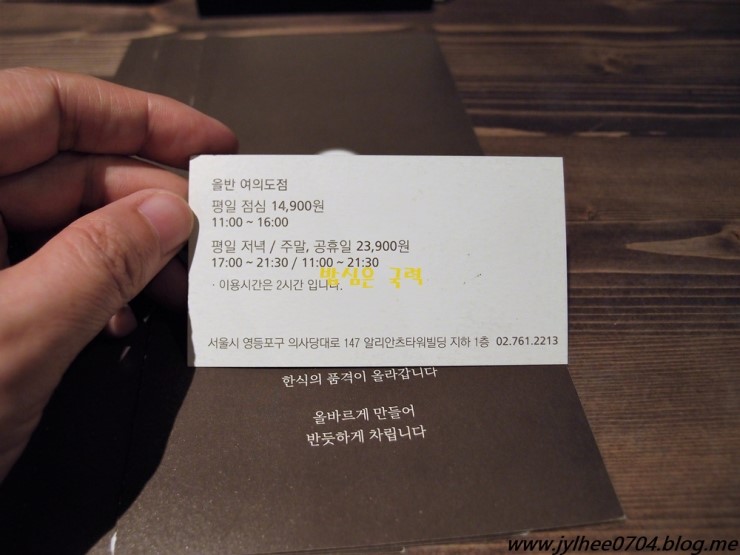 올반 여의도점
평일 점심 14,900원
11:00 ~ 16:00
평일 저녁 / 주말, 공휴일 23,900원
17:00 ~ 21:30 / 11:00 ~ 21:30
· 이용시간은 2시간 입니다.
밥심은 국력
서울시 영등포구 의사당대로 147 알리안츠타워빌딩 지하 1층 02.761.2213
한식의 품격이 올라갑니다
올바르게 만들어
반듯하게 차립니다
www.jylhee0704.blog.me